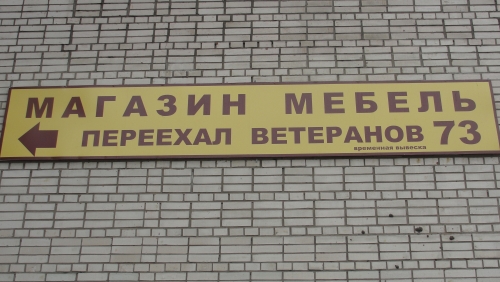 МАГАЗИН МЕБЕЛЬ
ПЕРЕЕХАЛ ВЕТЕРАНОВ 73
временная вывеска